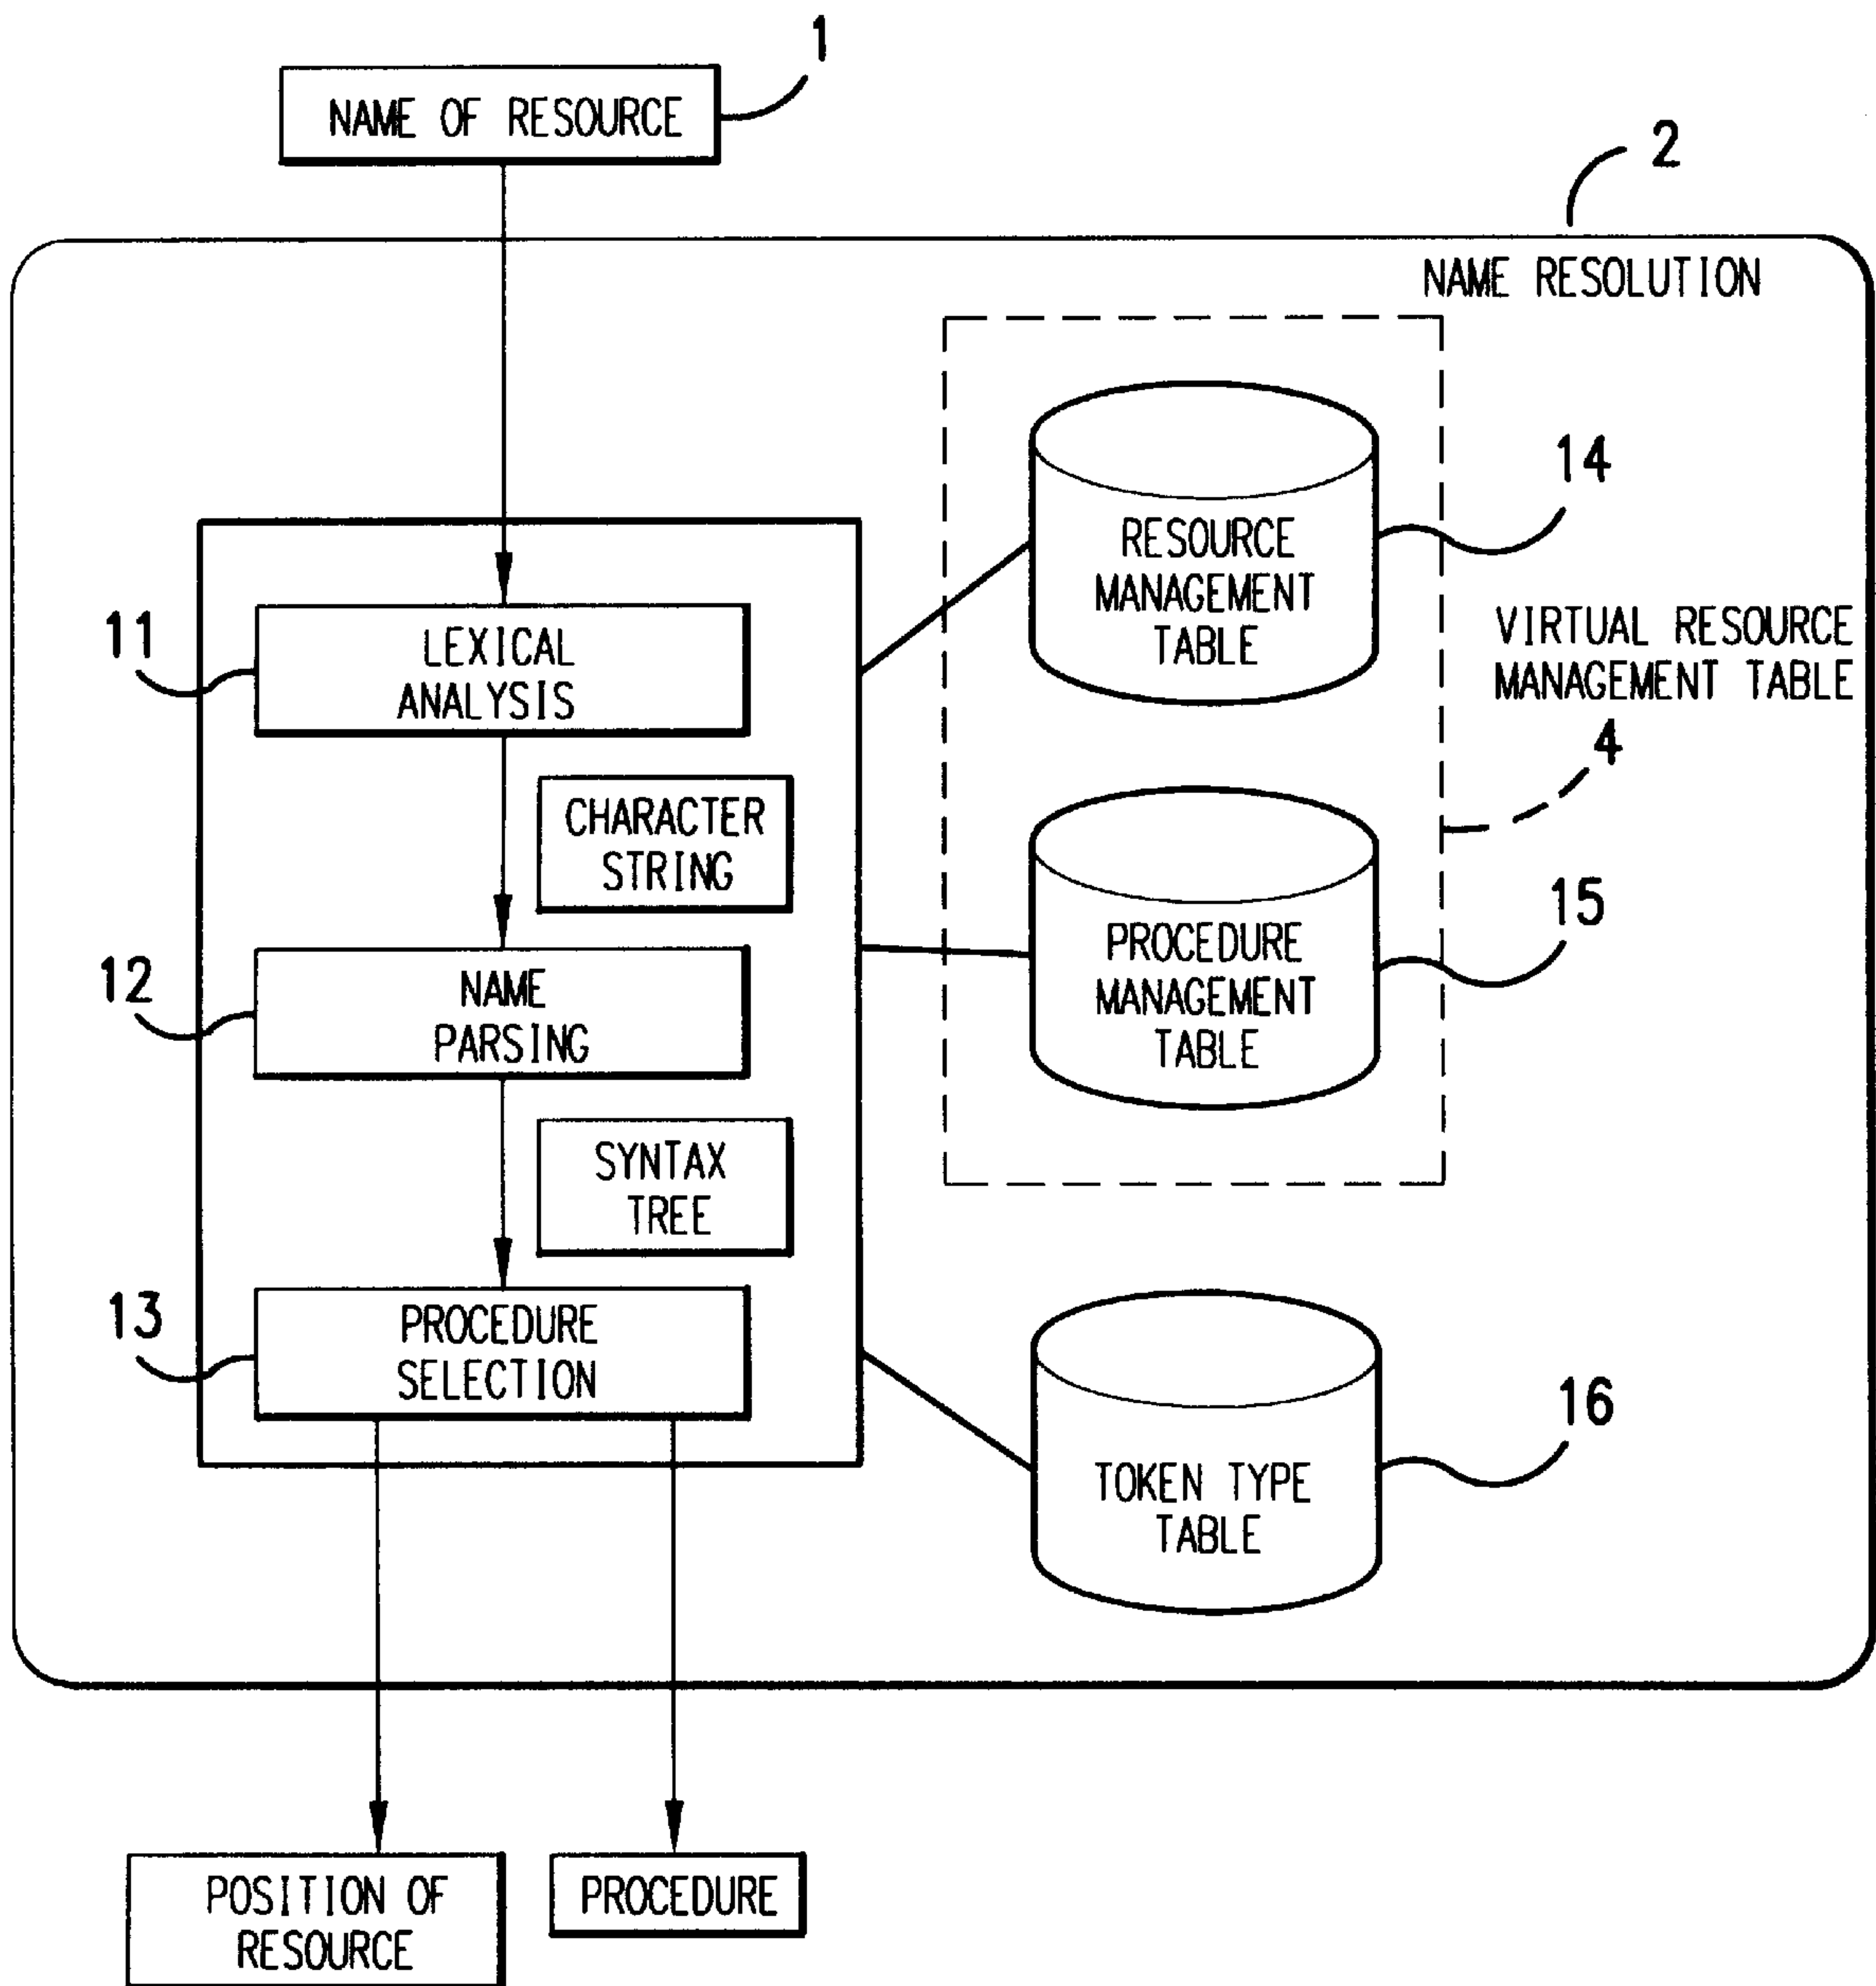 1
NAME OF RESOURCE
2
NAME RESOLUTION
14
RESOURCE
MANAGEMENT
TABLE
VIRTUAL RESOURCE
MANAGEMENT TABLE
4
11
LEXICAL
ANALYSIS
CHARACTER
STRING
15
PROCEDURE
MANAGEMENT
TABLE
12
NAME
PARSING
SYNTAX
TREE
13
PROCEDURE
SELECTION
16
TOKEN TYPE
TABLE
POSITION OF
RESOURCE
PROCEDURE